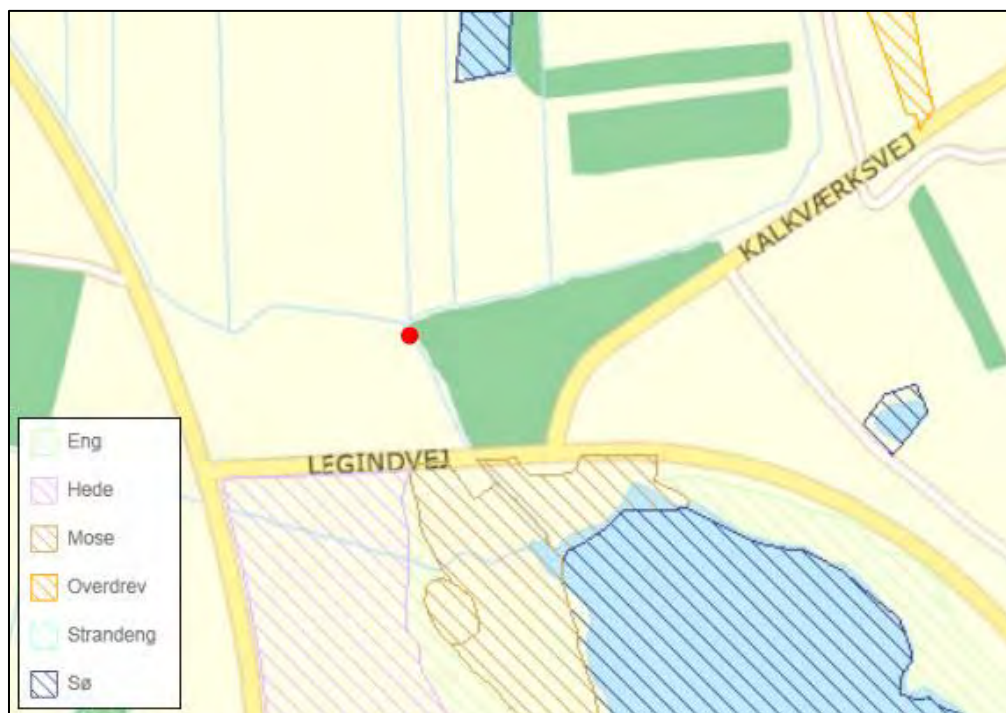 KALKVÆRKSVEJ
LEGINDVEJ
Eng
Hede
Mose
Overdrev
Strandeng
Sø